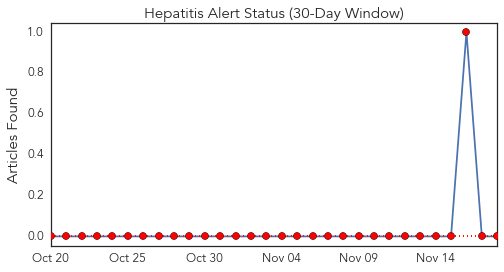 Hepatitis Alert Status (30-Day Window)
Articles Found
1.0
0.8
0.6
0.4
0.2
0.0
Oct 20 Oct 25 Oct 30 Nov 04 Nov 09 Nov 14